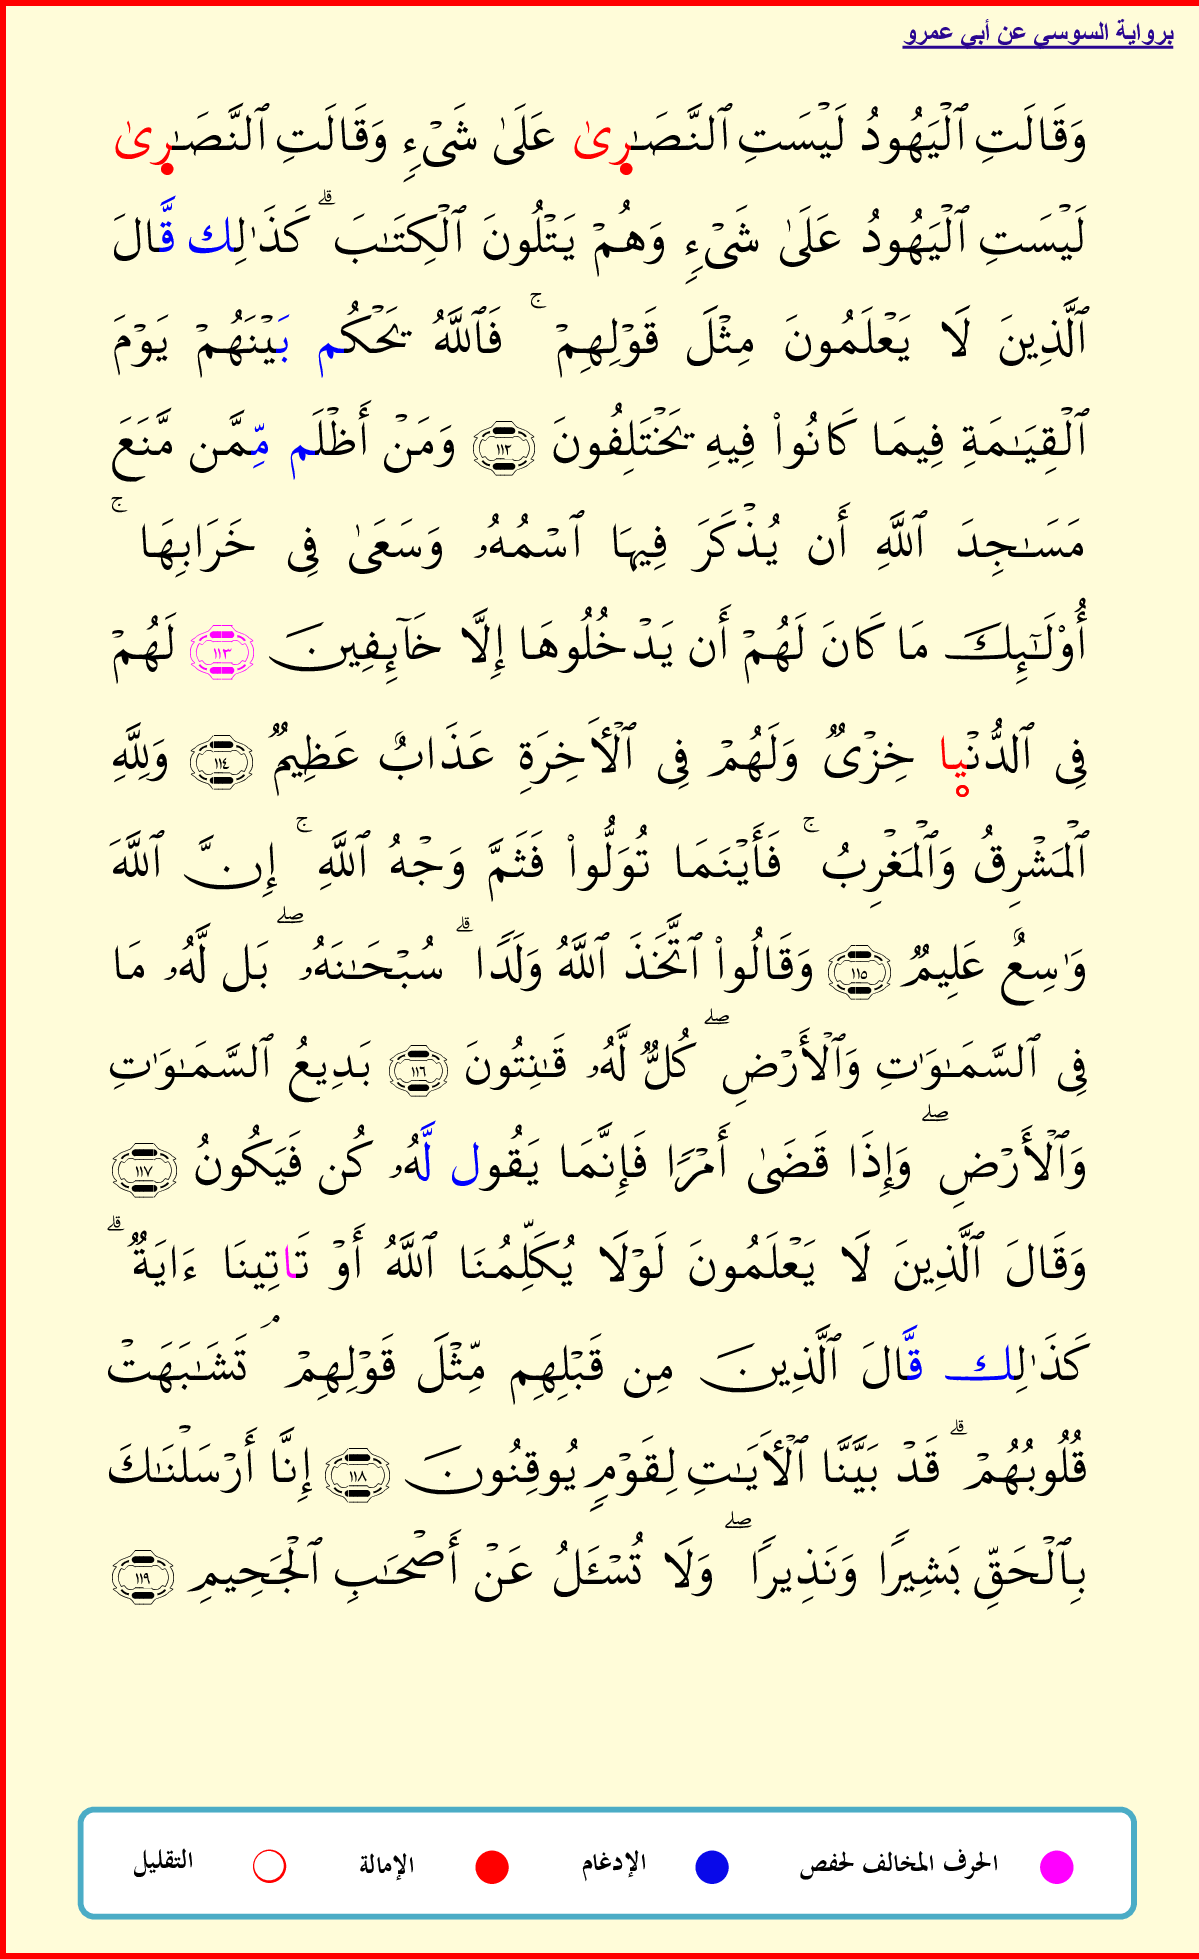 برواية السوسي عن أبي عمرو
وَقَالَتِ ٱلْيَهُودُ لَيْسَتِ ٱلنَّصَٰرِىٰ عَلَىٰ شَىْءٍ وَقَالَتِ ٱلنَّصَٰرِىٰ
لَيْسَتِ ٱلْيَهُودُ عَلَىٰ شَىْءٍ وَهُمْ يَتْلُونَ ٱلْكِتَٰبَ ۗ كَذَٰلِك قَّالَ
ٱلَّذِينَ لَا يَعْلَمُونَ مِثْلَ قَوْلِهِمْ ۚ فَٱللَّهُ يَحْكُم بَيْنَهُمْ يَوْمَ
ٱلْقِيَٰمَةِ فِيمَا كَانُوا۟ فِيهِ يَخْتَلِفُونَ ١١٢ وَمَنْ أَظْلَم مِّمَّن مَّنَعَ
مَسَٰجِدَ ٱللَّهِ أَن يُذْكَرَ فِيهَا ٱسْمُهُۥ وَسَعَىٰ فِى خَرَابِهَا ۚ
أُو۟لَٰٓئِكَ مَا كَانَ لَهُمْ أَن يَدْخُلُوهَا إِلَّا خَآئِفِينَ ١١٣ لَهُمْ
فِى ٱلدُّنْيا خِزْىٌ وَلَهُمْ فِى ٱلْأَخِرَةِ عَذَابٌ عَظِيمٌ ١١٤ وَلِلَّهِ
ٱلْمَشْرِقُ وَٱلْمَغْرِبُ ۚ فَأَيْنَمَا تُوَلُّوا۟ فَثَمَّ وَجْهُ ٱللَّهِ ۚ إِنَّ ٱللَّهَ
وَٰسِعٌ عَلِيمٌ ١١٥ وَقَالُوا۟ ٱتَّخَذَ ٱللَّهُ وَلَدًا ۗ سُبْحَٰنَهُۥ ۖ بَل لَّهُۥ مَا
فِى ٱلسَّمَٰوَٰتِ وَٱلْأَرْضِ ۖ كُلٌّ لَّهُۥ قَٰنِتُونَ ١١٦ بَدِيعُ ٱلسَّمَٰوَٰتِ
وَٱلْأَرْضِ ۖ وَإِذَا قَضَىٰ أَمْرًا فَإِنَّمَا يَقُول لَّهُۥ كُن فَيَكُونُ ١١٧
وَقَالَ ٱلَّذِينَ لَا يَعْلَمُونَ لَوْلَا يُكَلِّمُنَا ٱللَّهُ أَوْ تَاتِينَا ءَايَةٌ ۗ
كَذَٰلِك قَّالَ ٱلَّذِينَ مِن قَبْلِهِم مِّثْلَ قَوْلِهِمْ ۘ تَشَٰبَهَتْ
قُلُوبُهُمْ ۗ قَدْ بَيَّنَّا ٱلْأَيَٰتِ لِقَوْمٍ يُوقِنُونَ ١١٨ إِنَّا أَرْسَلْنَٰكَ
بِٱلْحَقِّ بَشِيرًا وَنَذِيرًا ۖ وَلَا تُسْـَٔلُ عَنْ أَصْحَٰبِ ٱلْجَحِيمِ ١١٩
الحرف المخالف لحفص الإدغام الإمالة التقليل